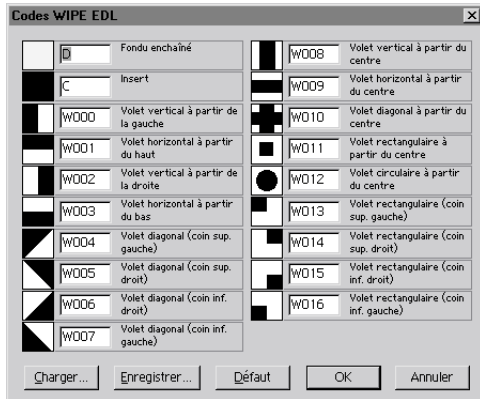 Codes WIPE EDL
D
Fondu enchaîné
C
Insert
W000
Volet vertical à partir de
la gauche
W001
Volet horizontal à partir
du haut
W002
Volet vertical à partir de
la droite
W003
Volet horizontal à partir
du bas
W004
Volet diagonal (coin sup.
gauche)
W005
Volet diagonal (coin sup.
droit)
W006
Volet diagonal (coin inf.
droit)
W007
Volet diagonal (coin inf.
gauche)
W008
Volet vertical à partir du
centre
W009
Volet horizontal à partir
du centre
W010
Volet diagonal à partir du
centre
W011
Volet rectangulaire à
partir du centre
W012
Volet circulaire à partir
du centre
W013
Volet rectangulaire (coin
sup. gauche)
W014
Volet rectangulaire (coin
sup. droit)
W015
Volet rectangulaire (coin
inf. droit)
W016
Volet rectangulaire (coin
inf. gauche)
Charger...
Enregistrer...
Défaut
OK
Annuler